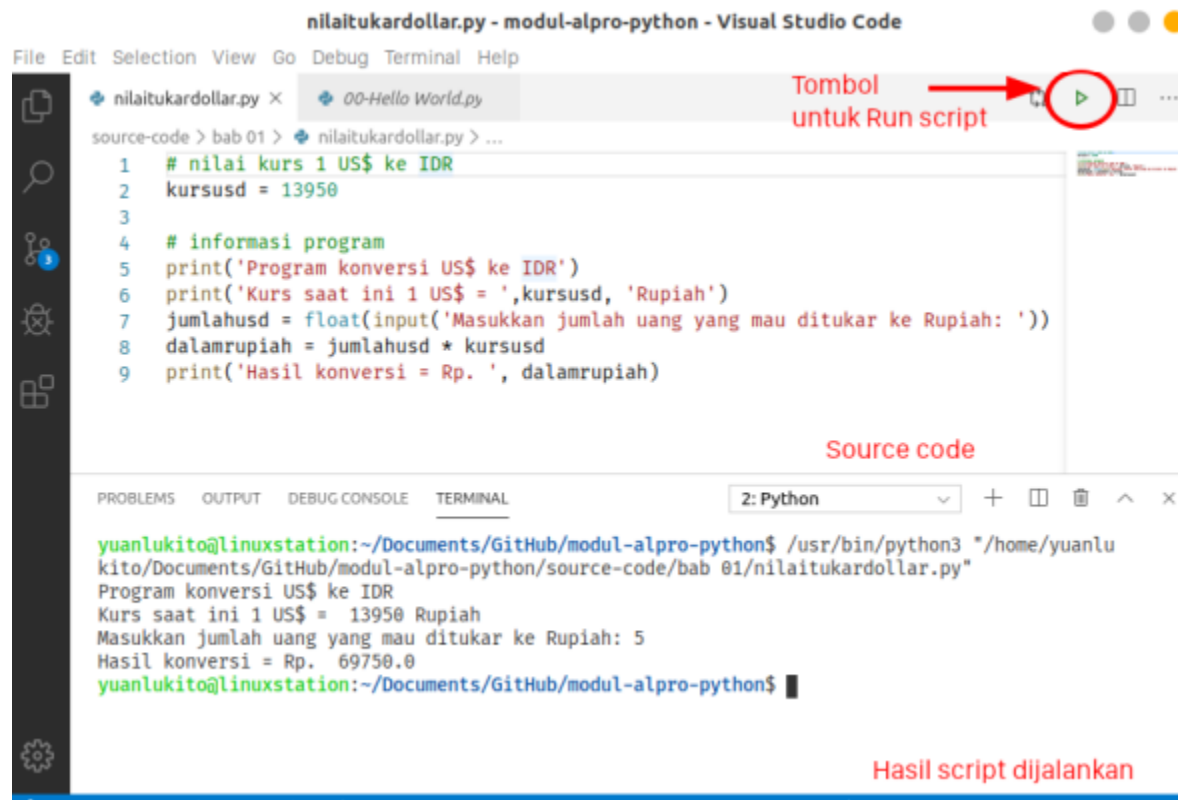 nilaitukardollar.py - modul-alpro-python - Visual Studio Code
File Edit Selection View Go Debug Terminal Help
nilaitukardollar.py × 00-Hello World.py
Tombol
untuk Run script
source-code > bab 01 > nilaitukardollar.py > ...
1 # nilai kurs 1 US$ ke IDR
2 kursusd = 13950
3
4 # informasi program
5 print('Program konversi US$ ke IDR')
6 print('Kurs saat ini 1 US$ = ',kursusd, 'Rupiah')
7 jumlahusd = float(input('Masukkan jumlah uang yang mau ditukar ke Rupiah: '))
8 dalamrupiah = jumlahusd * kursusd
9 print('Hasil konversi = Rp. ', dalamrupiah)
3
Source code
PROBLEMS OUTPUT DEBUG CONSOLE TERMINAL 2: Python
yuanlukito@linuxstation:~/Documents/GitHub/modul-alpro-python$ /usr/bin/python3 "/home/yuanlu
kito/Documents/GitHub/modul-alpro-python/source-code/bab 01/nilaitukardollar.py"
Program konversi US$ ke IDR
Kurs saat ini 1 US$ =  13950 Rupiah
Masukkan jumlah uang yang mau ditukar ke Rupiah: 5
Hasil konversi = Rp.  69750.0
yuanlukito@linuxstation:~/Documents/GitHub/modul-alpro-python$
Hasil script dijalankan